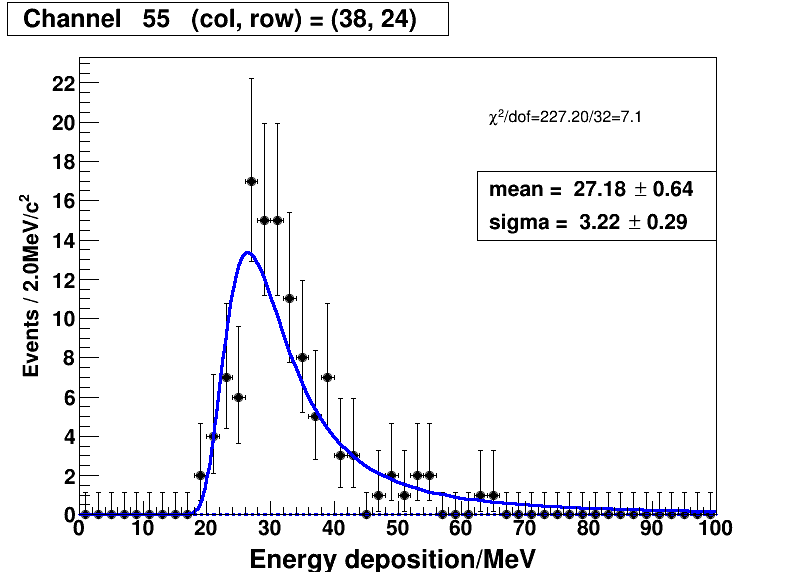 Channel 55 (col, row) = (38, 24)
χ²/dof=227.20/32=7.1
mean = 27.18 ± 0.64
sigma = 3.22 ± 0.29
Events / 2.0MeV/c²
22
20
18
16
14
12
10
8
6
4
2
0
0 10 20 30 40 50 60 70 80 90 100
Energy deposition/MeV